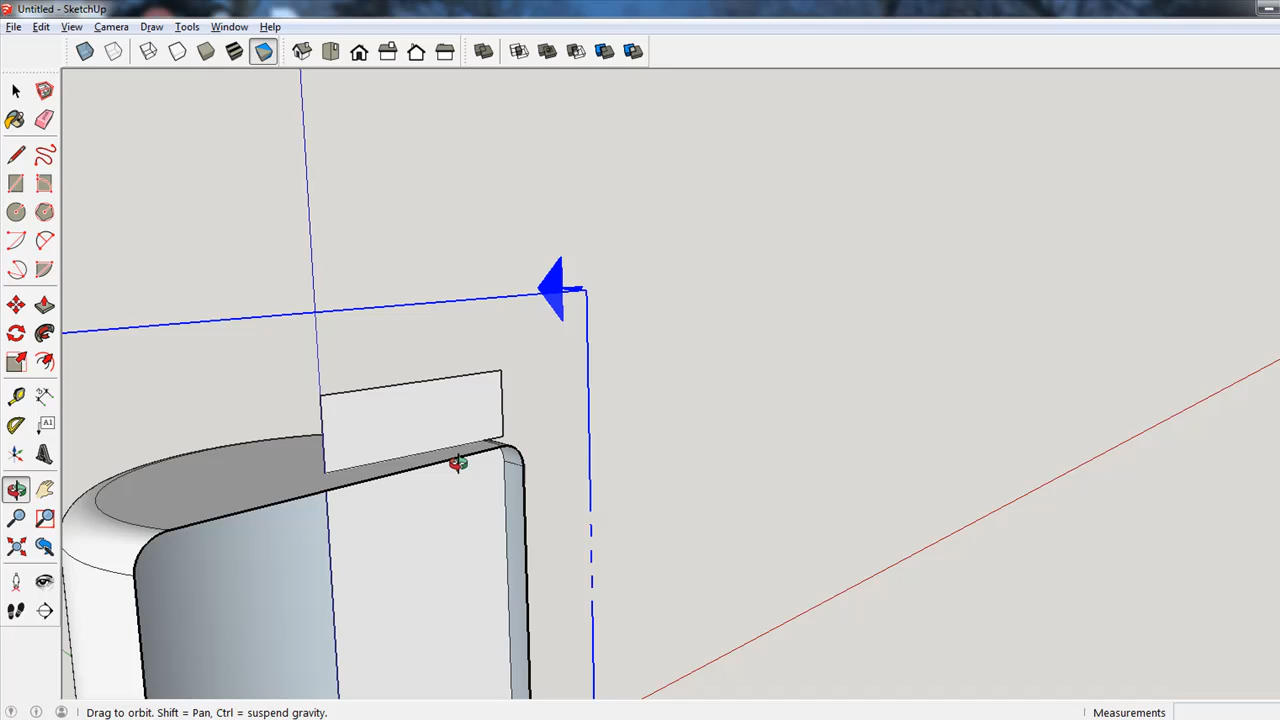 Untitled - SketchUp
File Edit View Camera Draw Tools Window Help
A1
Drag to orbit. Shift = Pan, Ctrl = suspend gravity.
Measurements